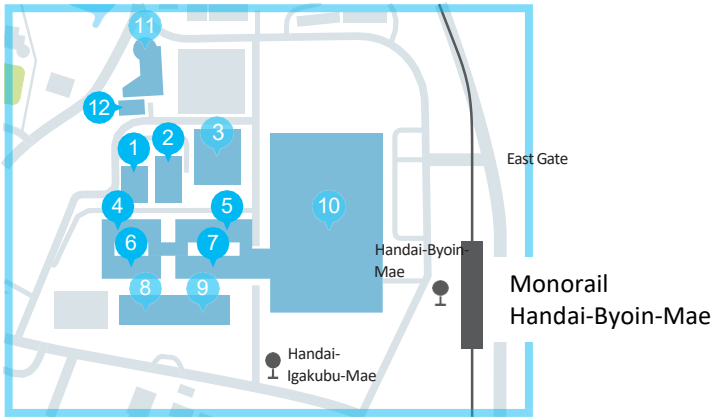 11
12
1
2
3
East Gate
4
5
10
6
7
Handai-Byoin-
Mae
8
9
Monorail
Handai-Byoin-Mae
Handai-
Igakubu-Mae